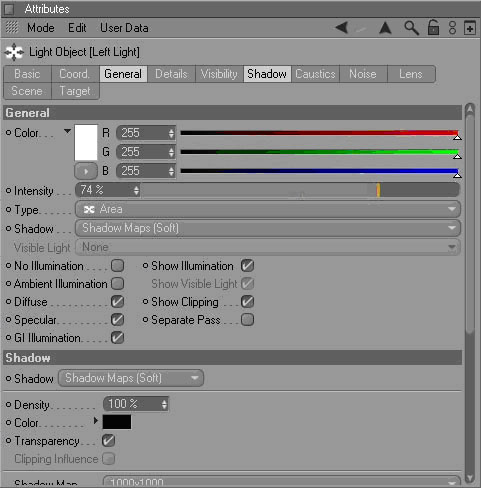 Attributes
Mode Edit User Data
Light Object [Left Light]
Basic Coord. General Details Visibility Shadow Caustics Noise Lens
Scene Target
General
Color. . . R 255
G 255
B 255
Intensity 74 %
Type. . . . Area
Shadow Shadow Maps (Soft)
Visible Light None
No Illumination . . . . Show Illumination
Ambient Illumination Show Visible Light
Diffuse . . . . . . . . . . Show Clipping . . .
Specular. . . . . . . . . Separate Pass . . .
GI Illumination. . . . .
Shadow
Shadow Shadow Maps (Soft)
Density. . . . . . . . 100 %
Color. . . . . . . . .
Transparency. . .
Clipping Influence
Shadow Map 1000x1000